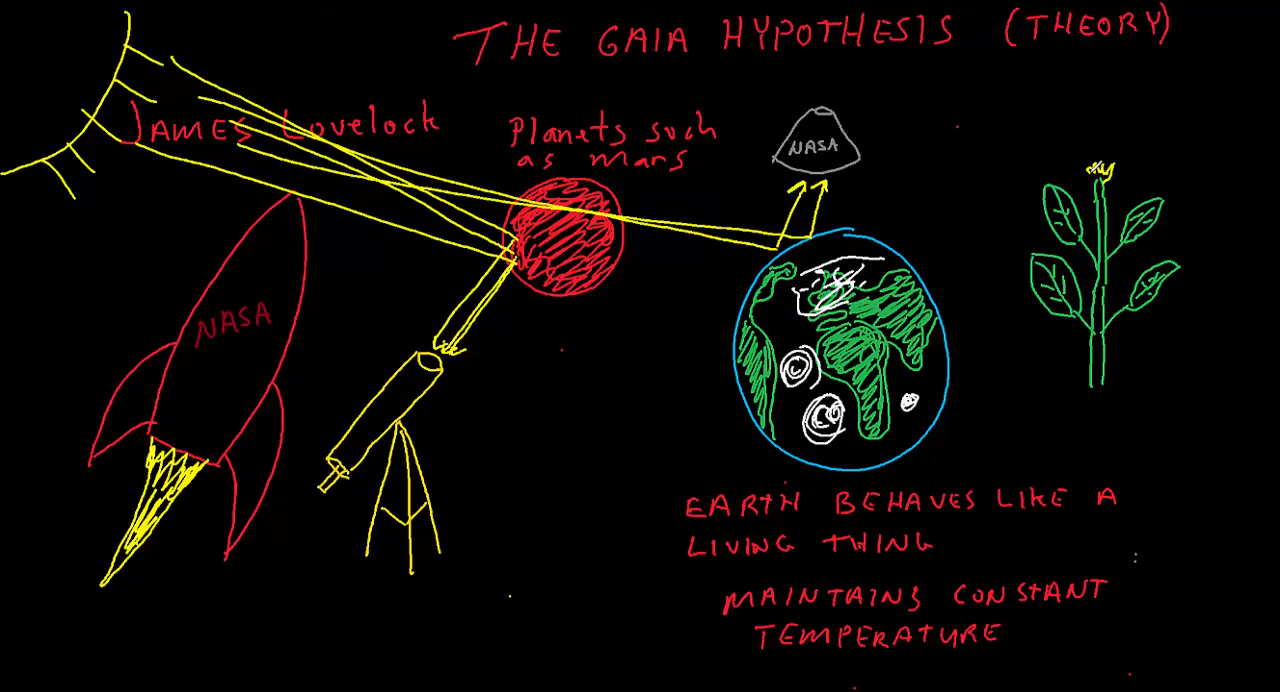 THE GAIA HYPOTHESIS (THEORY)
JAMES Lovelock
Planets such
as mars
NASA
NASA
EARTH BEHAVES LIKE A
LIVING THING
MAINTAINS CONSTANT
TEMPERATURE